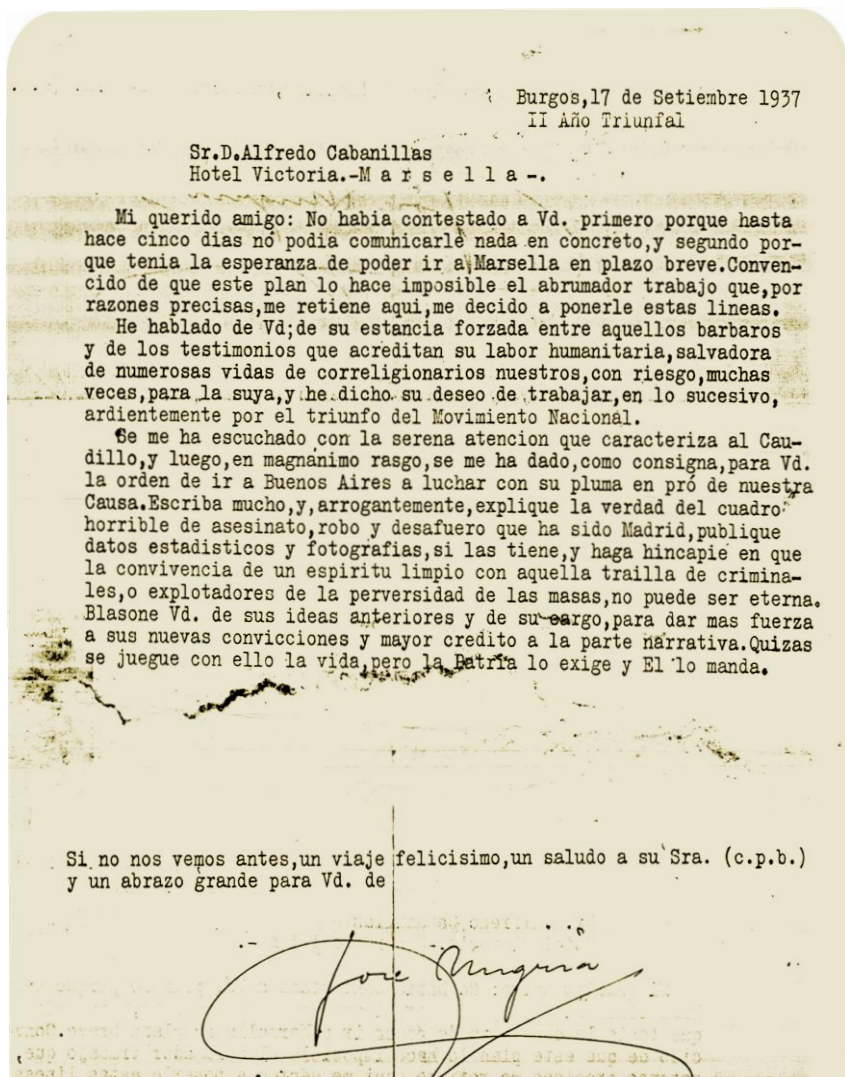 Burgos,17 de Setiembre 1937
II Año Triunfal
Sr.D.Alfredo Cabanillas
Hotel Victoria.-M a r s e l l a -.
Mi querido amigo: No habia contestado a Vd. primero porque hasta
hace cinco dias no podia comunicarle nada en concreto,y segundo por-
que tenia la esperanza de poder ir a Marsella en plazo breve.Conven-
cido de que este plan lo hace imposible el abrumador trabajo que,por
razones precisas,me retiene aqui,me decido a ponerle estas lineas.
He hablado de Vd;de su estancia forzada entre aquellos barbaros
y de los testimonios que acreditan su labor humanitaria,salvadora
de numerosas vidas de correligionarios nuestros,con riesgo,muchas
veces,para la suya,y he dicho su deseo de trabajar,en lo sucesivo,
ardientemente por el triunfo del Movimiento Nacional.
Se me ha escuchado con la serena atencion que caracteriza al Cau-
dillo,y luego,en magnánimo rasgo,se me ha dado,como consigna,para Vd.
la orden de ir a Buenos Aires a luchar con su pluma en pró de nuestra
Causa.Escriba mucho,y,arrogantemente,explique la verdad del cuadro
horrible de asesinato,robo y desafuero que ha sido Madrid,publique
datos estadisticos y fotografias,si las tiene,y haga hincapié en que
la convivencia de un espiritu limpio con aquella trailla de crimina-
les,o explotadores de la perversidad de las masas,no puede ser eterna.
Blasone Vd. de sus ideas anteriores y de su cargo,para dar mas fuerza
a sus nuevas convicciones y mayor credito a la parte narrativa.Quizas
se juegue con ello la vida,pero la Patria lo exige y El lo manda.
Si no nos vemos antes,un viaje felicisimo,un saludo a su Sra. (c.p.b.)
y un abrazo grande para Vd. de
José Ungria